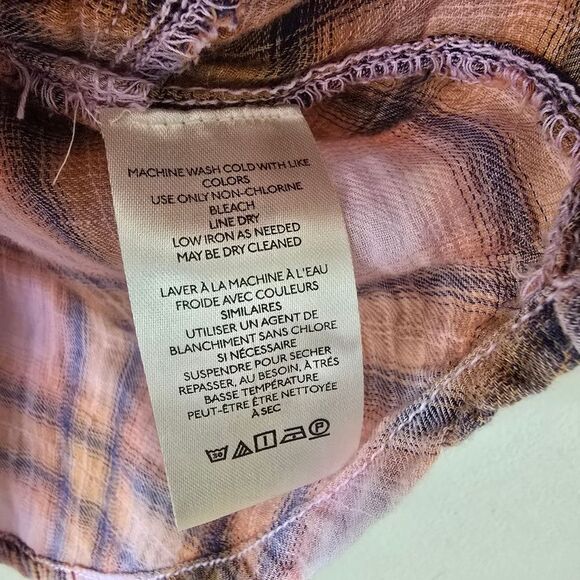 MACHINE WASH COLD WITH LIKE
COLORS
USE ONLY NON-CHLORINE
BLEACH
LINE DRY
LOW IRON AS NEEDED
MAY BE DRY CLEANED
LAVER À LA MACHINE À L'EAU
FROIDE AVEC COULEURS
SIMILAIRES
UTILISER UN AGENT DE
BLANCHIMENT SANS CHLORE
SI NÉCESSAIRE
SUSPENDRE POUR SECHER
REPASSER, AU BESOIN, À TRÉS
BASSE TEMPÉRATURE
PEUT-ÊTRE ÊTRE NETTOYÉE
À SEC
30 P